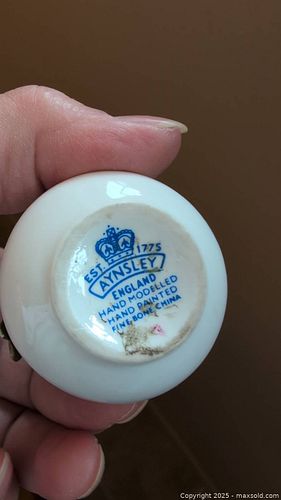 EST. 1775
AYNSLEY
ENGLAND
HAND MODELLED
HAND PAINTED
FINE BONE CHINA
Copyright 2025 - maxsold.com